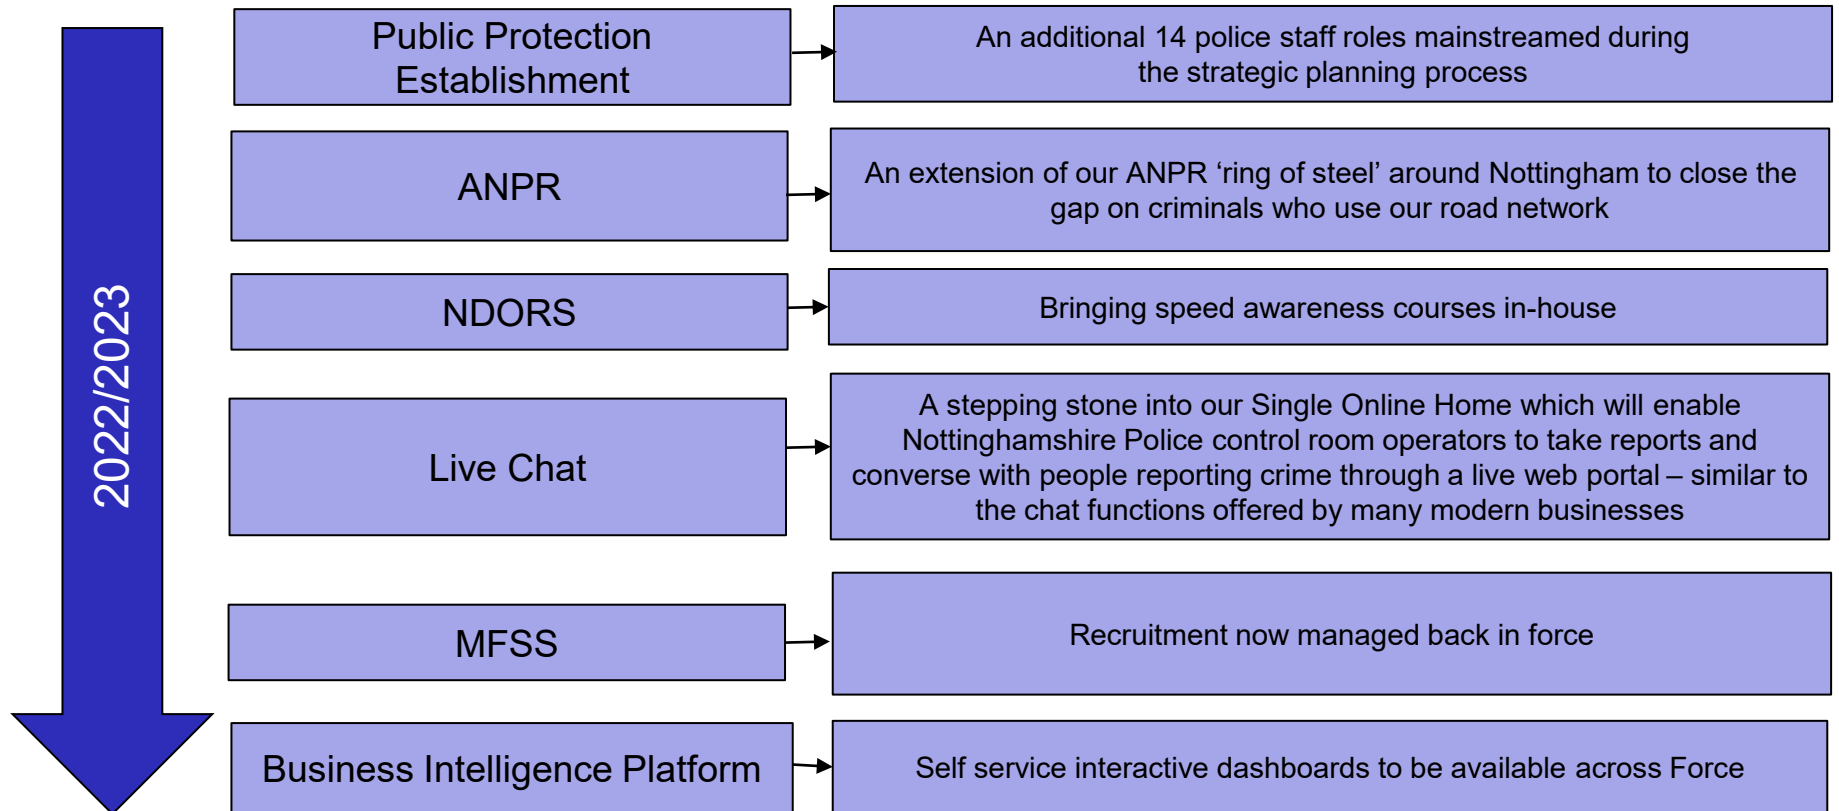 2022/2023
Public Protection
Establishment
An additional 14 police staff roles mainstreamed during
the strategic planning process
ANPR
An extension of our ANPR ‘ring of steel’ around Nottingham to close the
gap on criminals who use our road network
NDORS
Bringing speed awareness courses in-house
Live Chat
A stepping stone into our Single Online Home which will enable
Nottinghamshire Police control room operators to take reports and
converse with people reporting crime through a live web portal – similar to
the chat functions offered by many modern businesses
MFSS
Recruitment now managed back in force
Business Intelligence Platform
Self service interactive dashboards to be available across Force